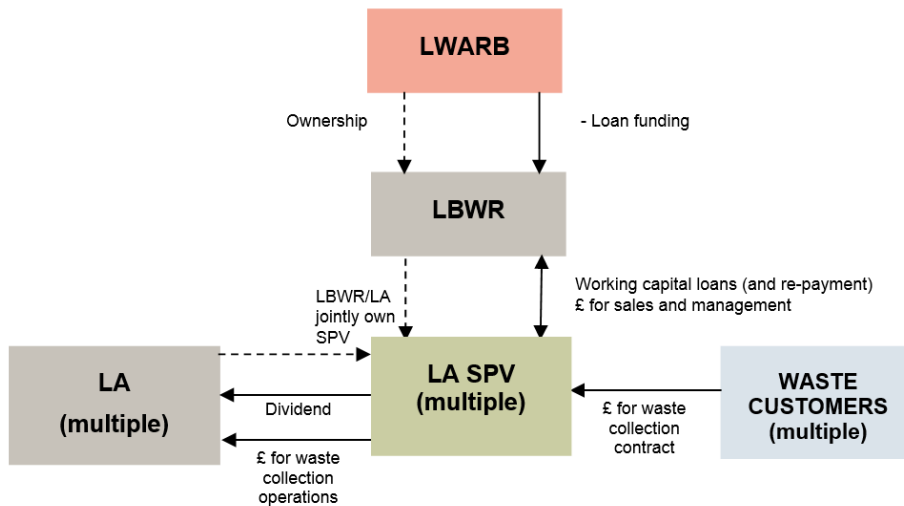 LWARB
Ownership
- Loan funding
LBWR
LBWR/LA
jointly own
SPV
Working capital loans (and re-payment)
£ for sales and management
LA
(multiple)
LA SPV
(multiple)
WASTE
CUSTOMERS
(multiple)
Dividend
£ for waste
collection
operations
£ for waste
collection
contract